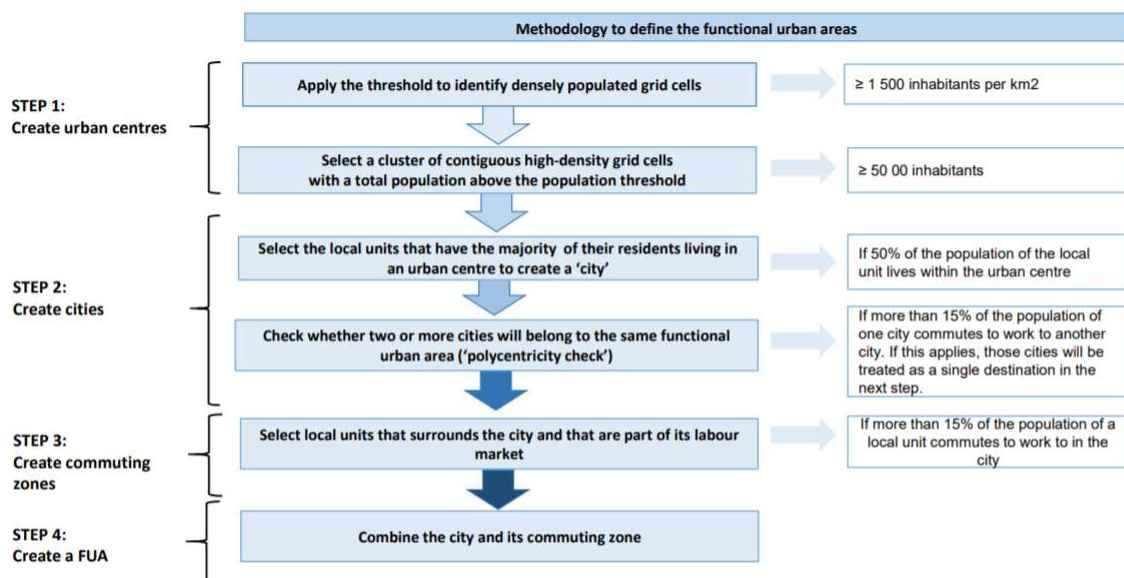 Methodology to define the functional urban areas
STEP 1:
Create urban centres
Apply the threshold to identify densely populated grid cells
≥ 1 500 inhabitants per km2
Select a cluster of contiguous high-density grid cells
with a total population above the population threshold
≥ 50 00 inhabitants
STEP 2:
Create cities
Select the local units that have the majority of their residents living in
an urban centre to create a ‘city’
If 50% of the population of the local
unit lives within the urban centre
Check whether two or more cities will belong to the same functional
urban area (‘polycentricity check’)
If more than 15% of the population of
one city commutes to work to another
city. If this applies, those cities will be
treated as a single destination in the
next step.
STEP 3:
Create commuting
zones
Select local units that surrounds the city and that are part of its labour
market
If more than 15% of the population of a
local unit commutes to work to in the
city
STEP 4:
Create a FUA
Combine the city and its commuting zone